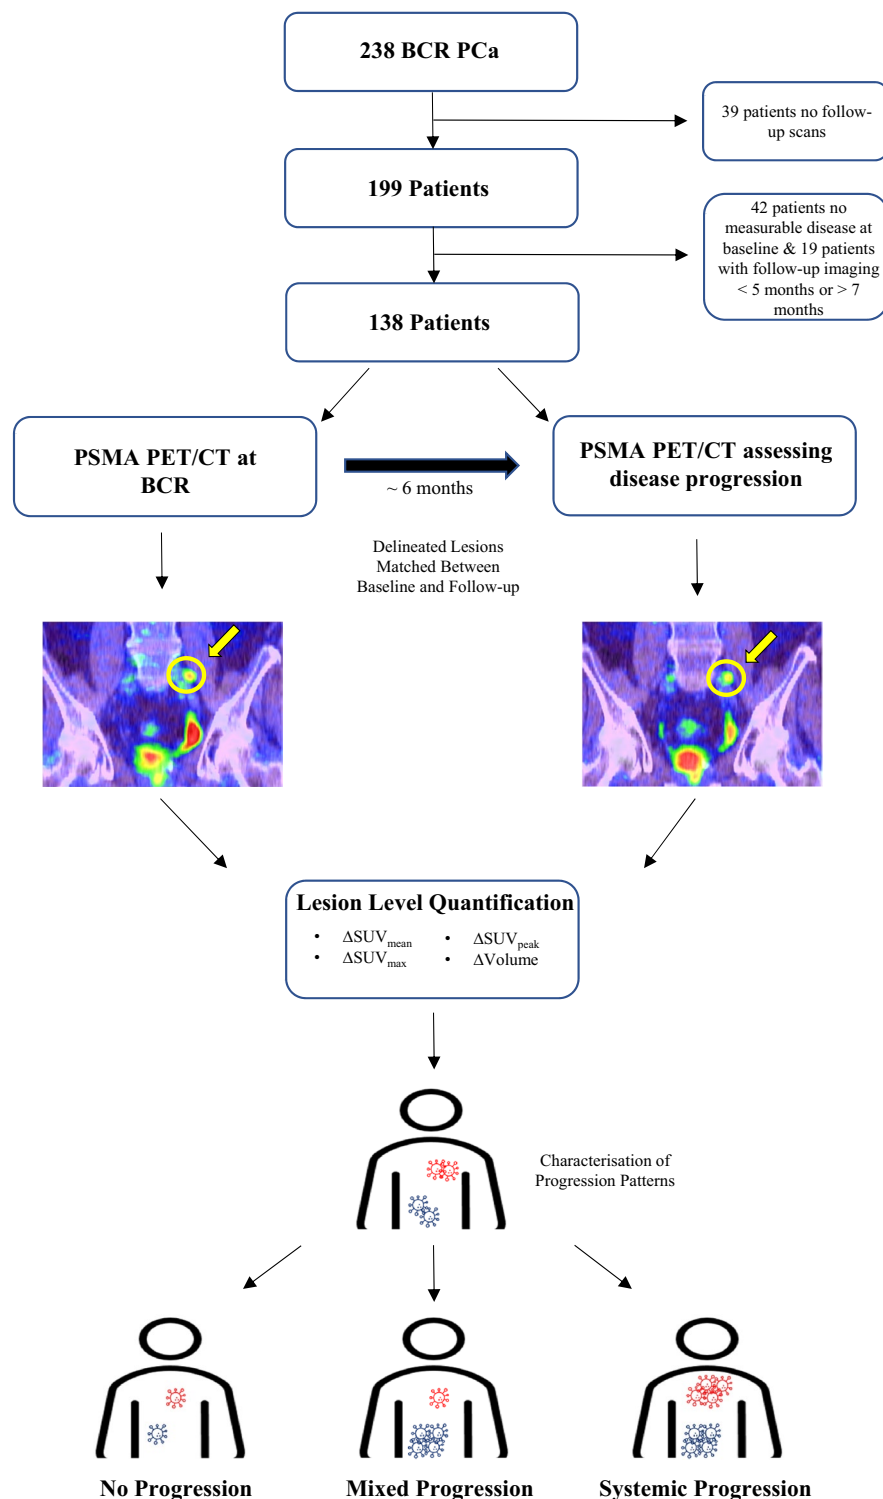 238 BCR PCa
39 patients no follow-
up scans
199 Patients
42 patients no
measurable disease at
baseline & 19 patients
with follow-up imaging
< 5 months or > 7
months
138 Patients
PSMA PET/CT at
BCR
~ 6 months
PSMA PET/CT assessing
disease progression
Delineated Lesions
Matched Between
Baseline and Follow-up
Lesion Level Quantification
• ΔSUVmean • ΔSUVpeak
• ΔSUVmax • ΔVolume
Characterisation of
Progression Patterns
No Progression Mixed Progression Systemic Progression